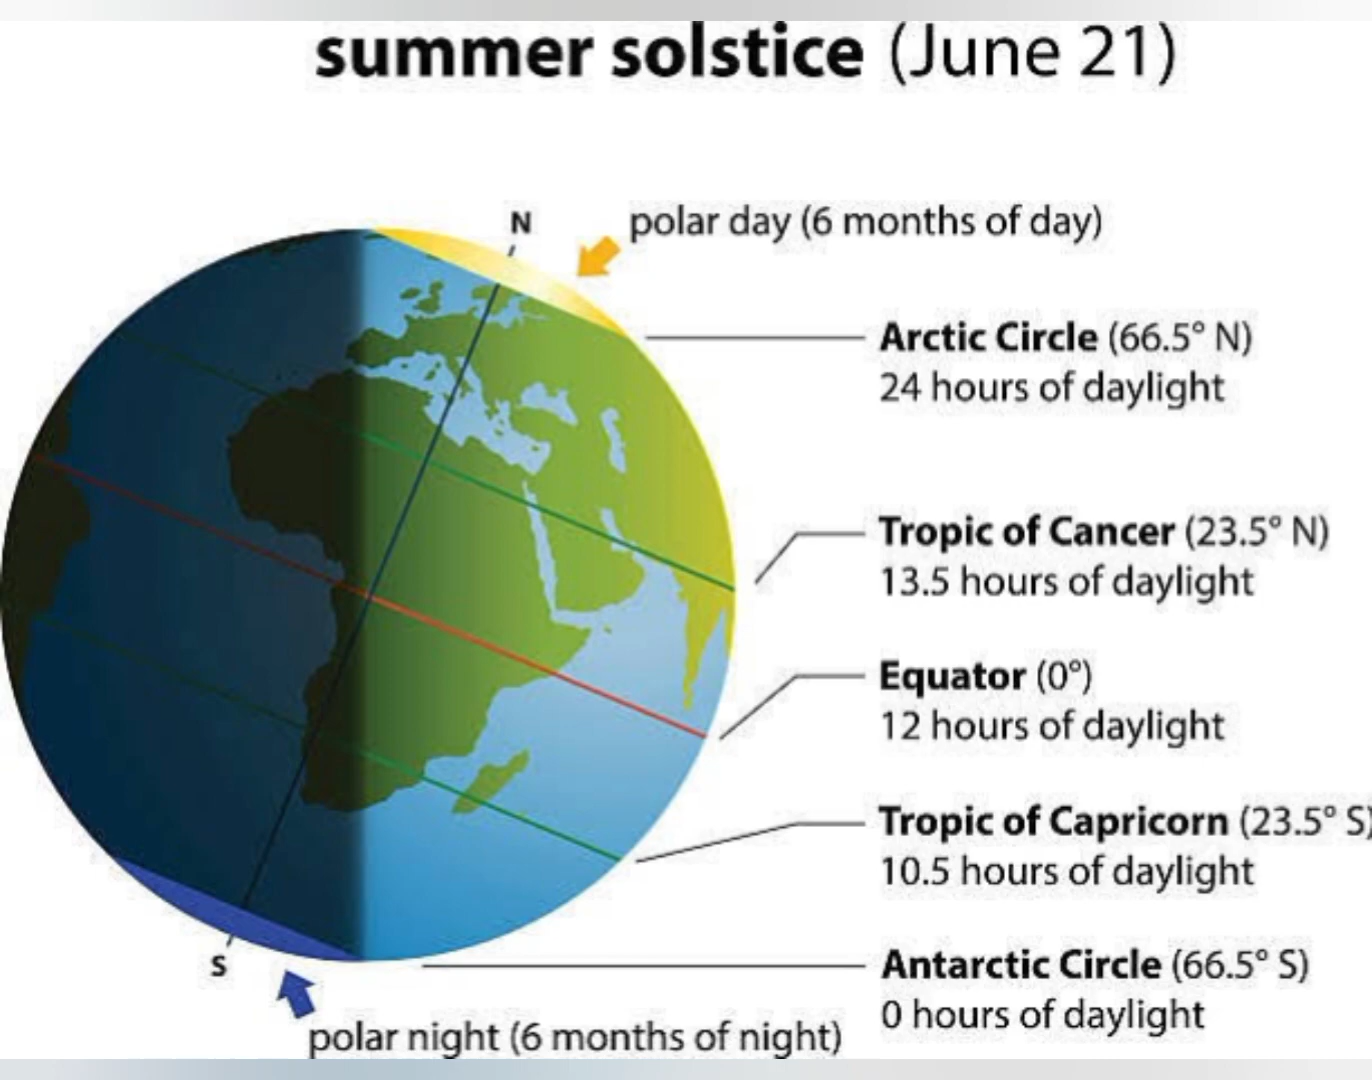 summer solstice (June 21)
N
polar day (6 months of day)
Arctic Circle (66.5° N)
24 hours of daylight
Tropic of Cancer (23.5° N)
13.5 hours of daylight
Equator (0°)
12 hours of daylight
Tropic of Capricorn (23.5° S)
10.5 hours of daylight
Antarctic Circle (66.5° S)
0 hours of daylight
S
polar night (6 months of night)